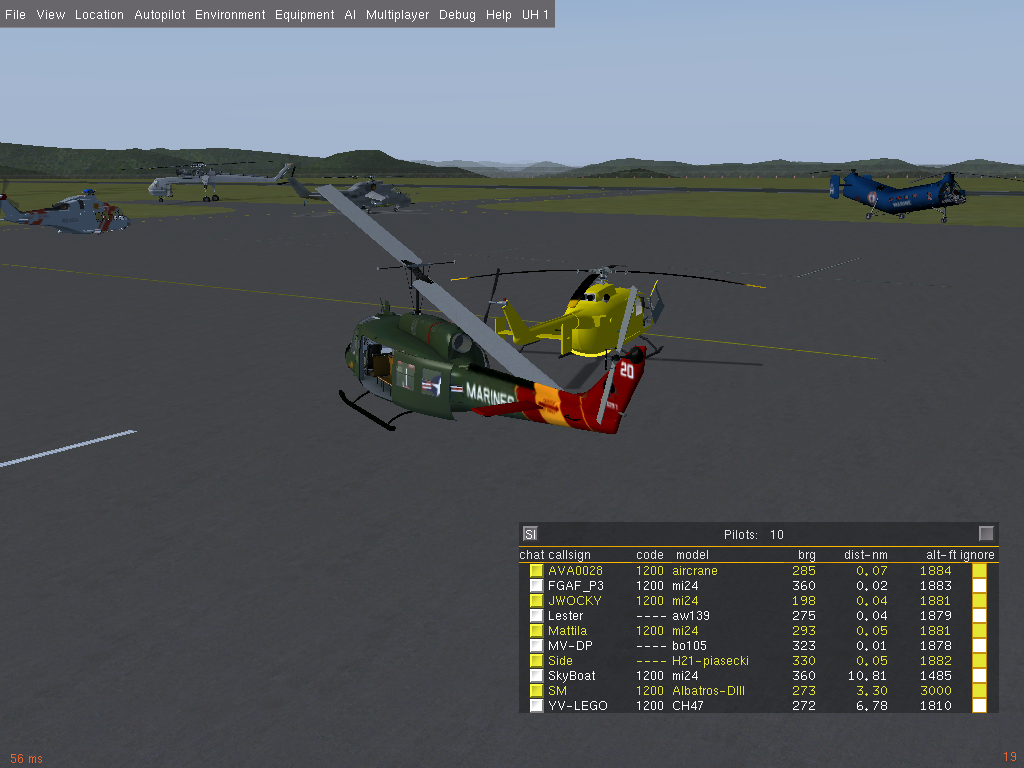 File View Location Autopilot Environment Equipment AI Multiplayer Debug Help UH 1
MARINES
20
SI Pilots: 10
chat callsign code model brg dist-nm alt-ft ignore
AVA0028 1200 aircrane 285 0.07 1884
FGAF_P3 1200 mi24 360 0.02 1883
JWOCKY 1200 mi24 198 0.04 1881
Lester ---- aw139 275 0.04 1879
Mattila 1200 mi24 293 0.05 1881
MV-DP ---- bo105 323 0.01 1878
Side ---- H21-piasecki 330 0.05 1882
SkyBoat 1200 mi24 360 10.81 1485
SM 1200 Albatros-DIII 273 3.30 3000
YV-LEGO 1200 CH47 272 6.78 1810
56 ms
19